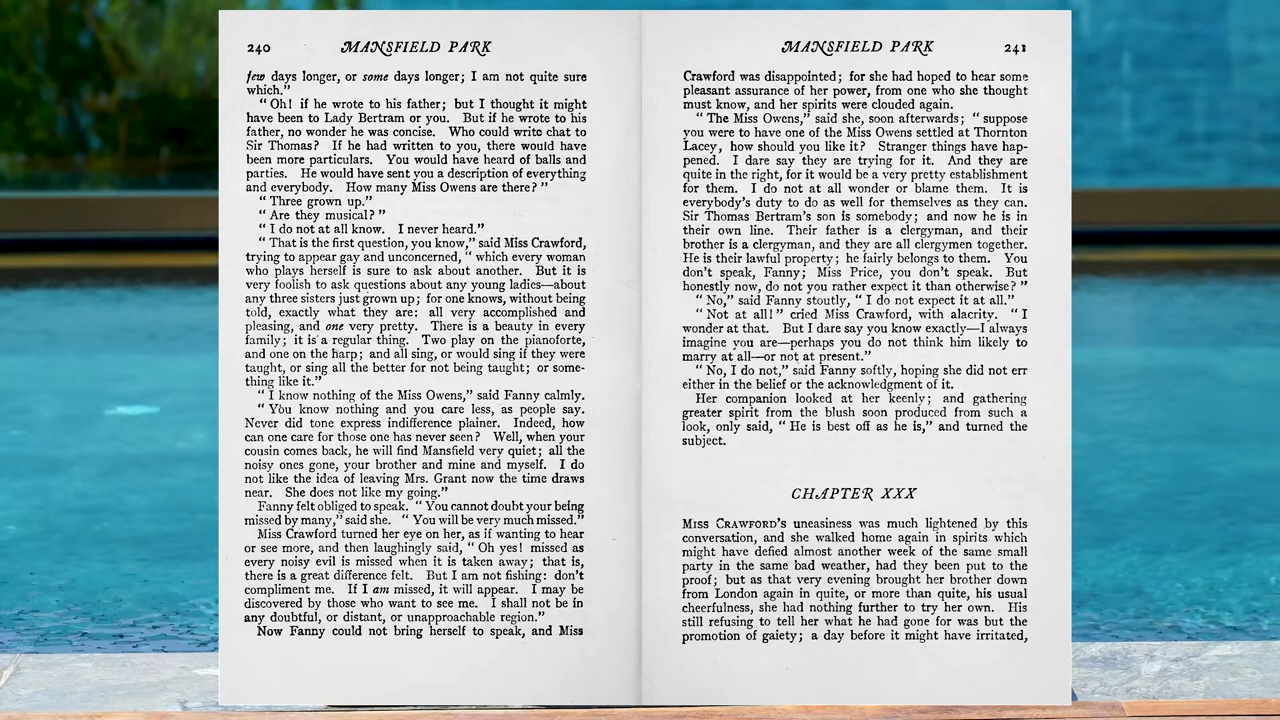 240 MANSFIELD PARK
few days longer, or some days longer; I am not quite sure
which."
"Oh! if he wrote to his father; but I thought it might
have been to Lady Bertram or you. But if he wrote to his
father, no wonder he was concise. Who could write chat to
Sir Thomas? If he had written to you, there would have
been more particulars. You would have heard of balls and
parties. He would have sent you a description of everything
and everybody. How many Miss Owens are there?"
"Three grown up."
"Are they musical?"
"I do not at all know. I never heard."
"That is the first question, you know," said Miss Crawford,
trying to appear gay and unconcerned, "which every woman
who plays herself is sure to ask about another. But it is
very foolish to ask questions about any young ladies—about
any three sisters just grown up; for one knows, without being
told, exactly what they are: all very accomplished and
pleasing, and one very pretty. There is a beauty in every
family; it is a regular thing. Two play on the pianoforte,
and one on the harp; and all sing, or would sing if they were
taught, or sing all the better for not being taught; or some-
thing like it."
"I know nothing of the Miss Owens," said Fanny calmly.
"You know nothing and you care less, as people say.
Never did tone express indifference plainer. Indeed, how
can one care for those one has never seen? Well, when your
cousin comes back, he will find Mansfield very quiet; all the
noisy ones gone, your brother and mine and myself. I do
not like the idea of leaving Mrs. Grant now the time draws
near. She does not like my going."
Fanny felt obliged to speak. "You cannot doubt your being
missed by many," said she. "You will be very much missed."
Miss Crawford turned her eye on her, as if wanting to hear
or see more, and then laughingly said, "Oh yes! missed as
every noisy evil is missed when it is taken away; that is,
there is a great difference felt. But I am not fishing: don't
compliment me. If I am missed, it will appear. I may be
discovered by those who want to see me. I shall not be in
any doubtful, or distant, or unapproachable region."
Now Fanny could not bring herself to speak, and Miss
MANSFIELD PARK 241
Crawford was disappointed; for she had hoped to hear some
pleasant assurance of her power, from one who she thought
must know, and her spirits were clouded again.
"The Miss Owens," said she, soon afterwards; "suppose
you were to have one of the Miss Owens settled at Thornton
Lacey, how should you like it? Stranger things have hap-
pened. I dare say they are trying for it. And they are
quite in the right, for it would be a very pretty establishment
for them. I do not at all wonder or blame them. It is
everybody's duty to do as well for themselves as they can.
Sir Thomas Bertram's son is somebody; and now he is in
their own line. Their father is a clergyman, and their
brother is a clergyman, and they are all clergymen together.
He is their lawful property; he fairly belongs to them. You
don't speak, Fanny; Miss Price, you don't speak. But
honestly now, do not you rather expect it than otherwise?"
"No," said Fanny stoutly, "I do not expect it at all."
"Not at all!" cried Miss Crawford, with alacrity. "I
wonder at that. But I dare say you know exactly—I always
imagine you are—perhaps you do not think him likely to
marry at all—or not at present."
"No, I do not," said Fanny softly, hoping she did not err
either in the belief or the acknowledgment of it.
Her companion looked at her keenly; and gathering
greater spirit from the blush soon produced from such a
look, only said, "He is best off as he is," and turned the
subject.
CHAPTER XXX
MISS CRAWFORD'S uneasiness was much lightened by this
conversation, and she walked home again in spirits which
might have defied almost another week of the same small
party in the same bad weather, had they been put to the
proof; but as that very evening brought her brother down
from London again in quite, or more than quite, his usual
cheerfulness, she had nothing further to try her own. His
still refusing to tell her what he had gone for was but the
promotion of gaiety; a day before it might have irritated,